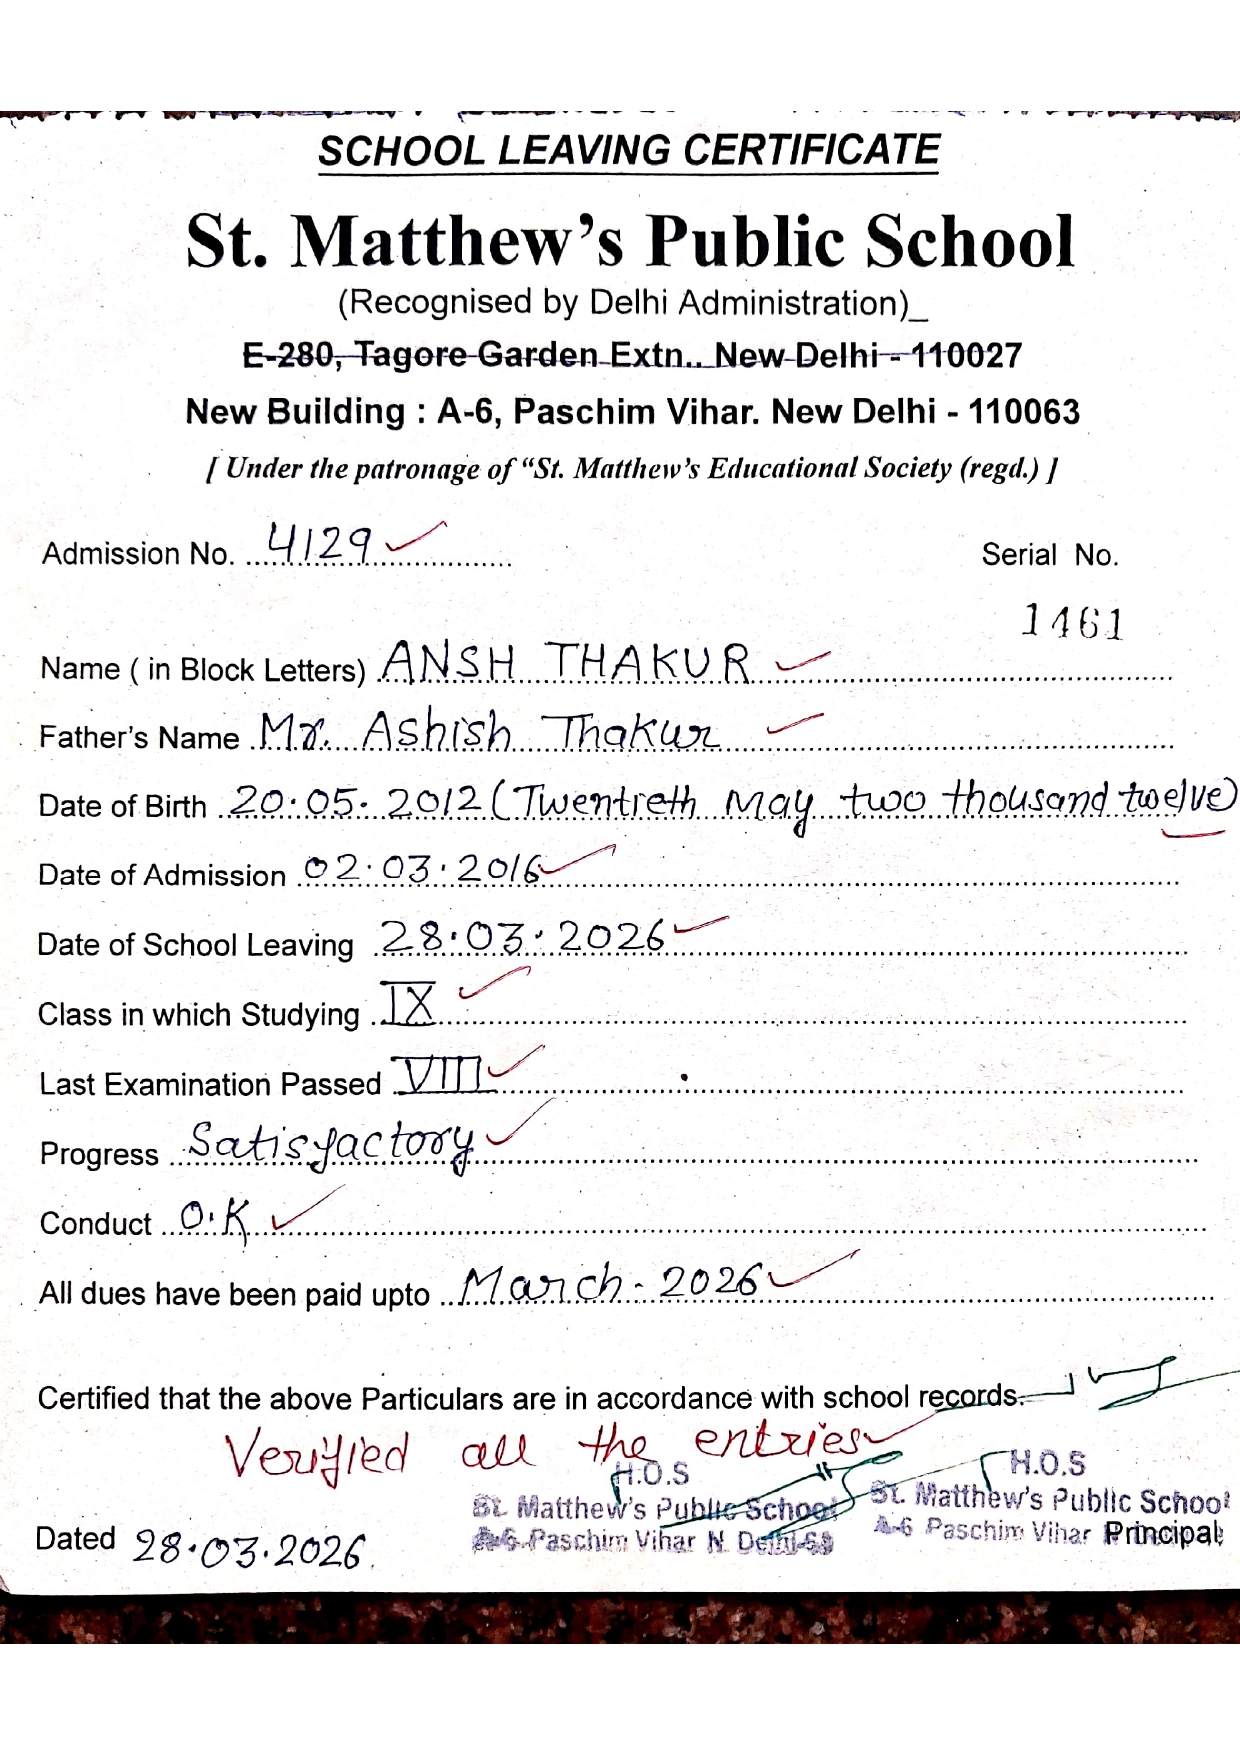 SCHOOL LEAVING CERTIFICATE
St. Matthew's Public School
(Recognised by Delhi Administration)_
E-280, Tagore Garden Extn.. New Delhi - 110027
New Building : A-6, Paschim Vihar. New Delhi - 110063
[ Under the patronage of “St. Matthew's Educational Society (regd.) ]
Admission No. 4129
Serial No.
1461
Name ( in Block Letters) ANSH THAKUR
Father's Name Mr. Ashish Thakur
Date of Birth 20.05.2012 (Twentreth May two thousand twelve)
Date of Admission 02.03.2016
Date of School Leaving 28.03.2026
Class in which Studying IX
Last Examination Passed VIII
Progress Satisfactory
Conduct O.K
All dues have been paid upto March - 2026
Certified that the above Particulars are in accordance with school records.
Verified all the entries
H.O.S
St. Matthew's Public School
A-6 Paschim Vihar N. Delhi-63
H.O.S
St. Matthew's Public School
A-6 Paschim Vihar
Principal
Dated 28.03.2026.